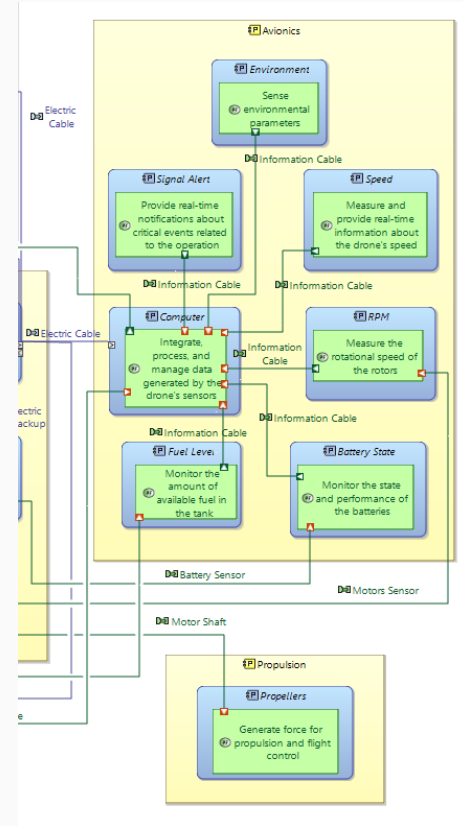 Avionics
Environment
Sense
environmental
parameters
Electric
Cable
Information Cable
Signal Alert
Provide real-time
notifications about
critical events related
to the operation
Speed
Measure and
provide real-time
information about
the drone's speed
Information Cable
Information Cable
Computer
Integrate,
process, and
manage data
generated by the
drone's sensors
RPM
Measure the
rotational speed of
the rotors
Electric Cable
Information
Cable
Information Cable
Information Cable
Fuel Level
Monitor the
amount of
available fuel in
the tank
Battery State
Monitor the state
and performance of
the batteries
Battery Sensor
Motors Sensor
Motor Shaft
Propulsion
Propellers
Generate force for
propulsion and flight
control